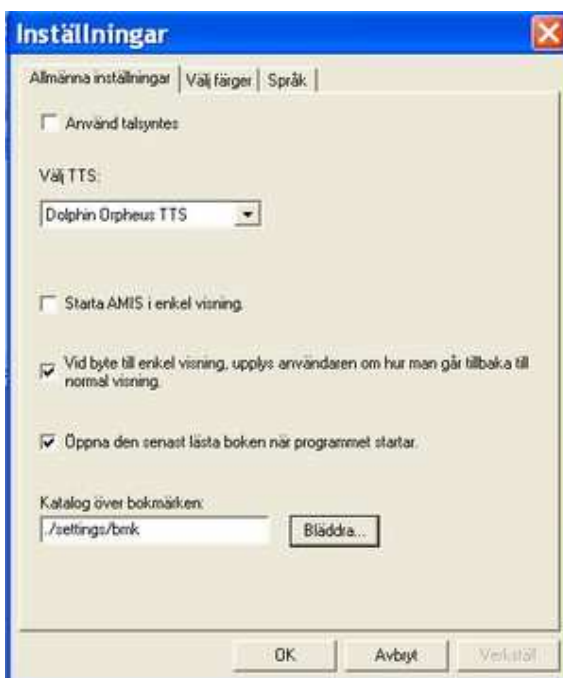 Inställningar
Allmänna inställningar Välj färger Språk
Använd talsyntes
Välj TTS:
Dolphin Orpheus TTS
Starta AMIS i enkel visning.
Vid byte till enkel visning, upplys användaren om hur man går tillbaka till
normal visning.
Öppna den senast lästa boken när programmet startar.
Katalog över bokmärken:
./settings/bmk
Bläddra...
OK Avbryt Verkställ